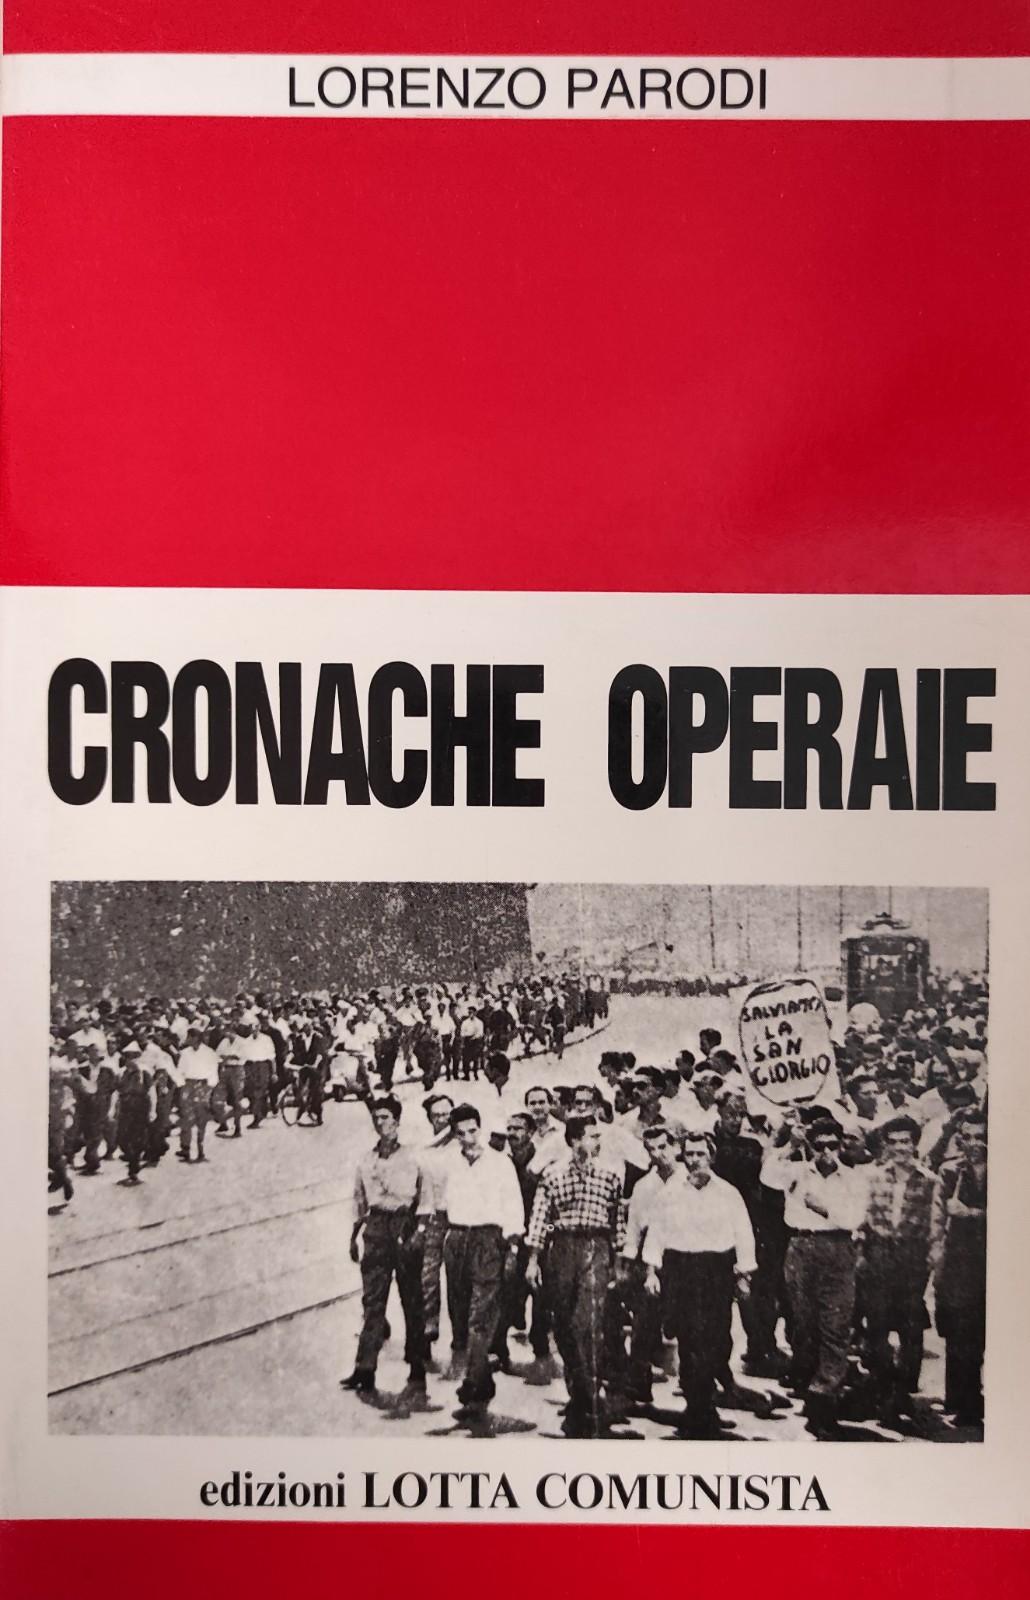 LORENZO PARODI
CRONACHE OPERAIE
SALVIAMO
LA
SAN
GIORGIO
edizioni LOTTA COMUNISTA